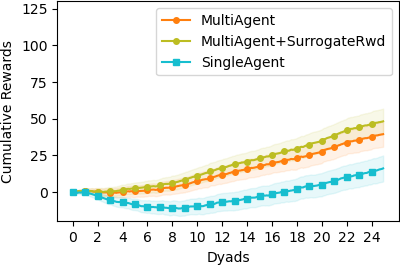 Cumulative Rewards
125
100
75
50
25
0
MultiAgent
MultiAgent+SurrogateRwd
SingleAgent
0 2 4 6 8 10 12 14 16 18 20 22 24
Dyads